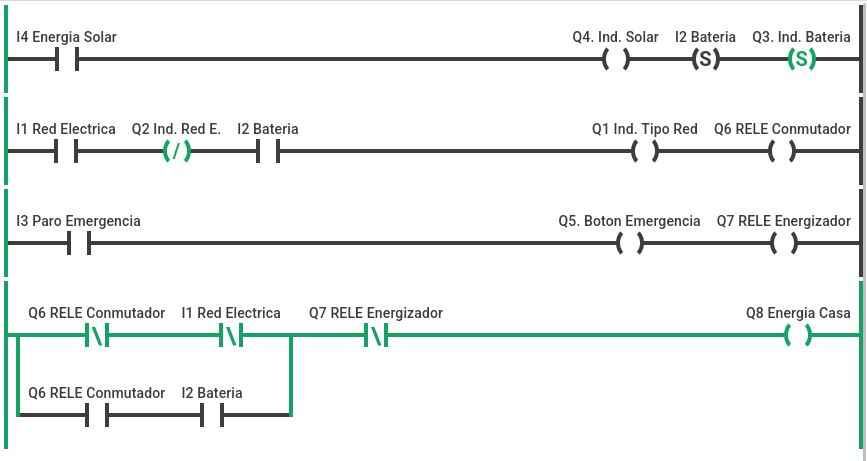 I4 Energia Solar Q4. Ind. Solar I2 Bateria Q3. Ind. Bateria
S S
I1 Red Electrica Q2 Ind. Red E. I2 Bateria Q1 Ind. Tipo Red Q6 RELE Conmutador
I3 Paro Emergencia Q5. Boton Emergencia Q7 RELE Energizador
Q6 RELE Conmutador I1 Red Electrica Q7 RELE Energizador Q8 Energia Casa
Q6 RELE Conmutador I2 Bateria